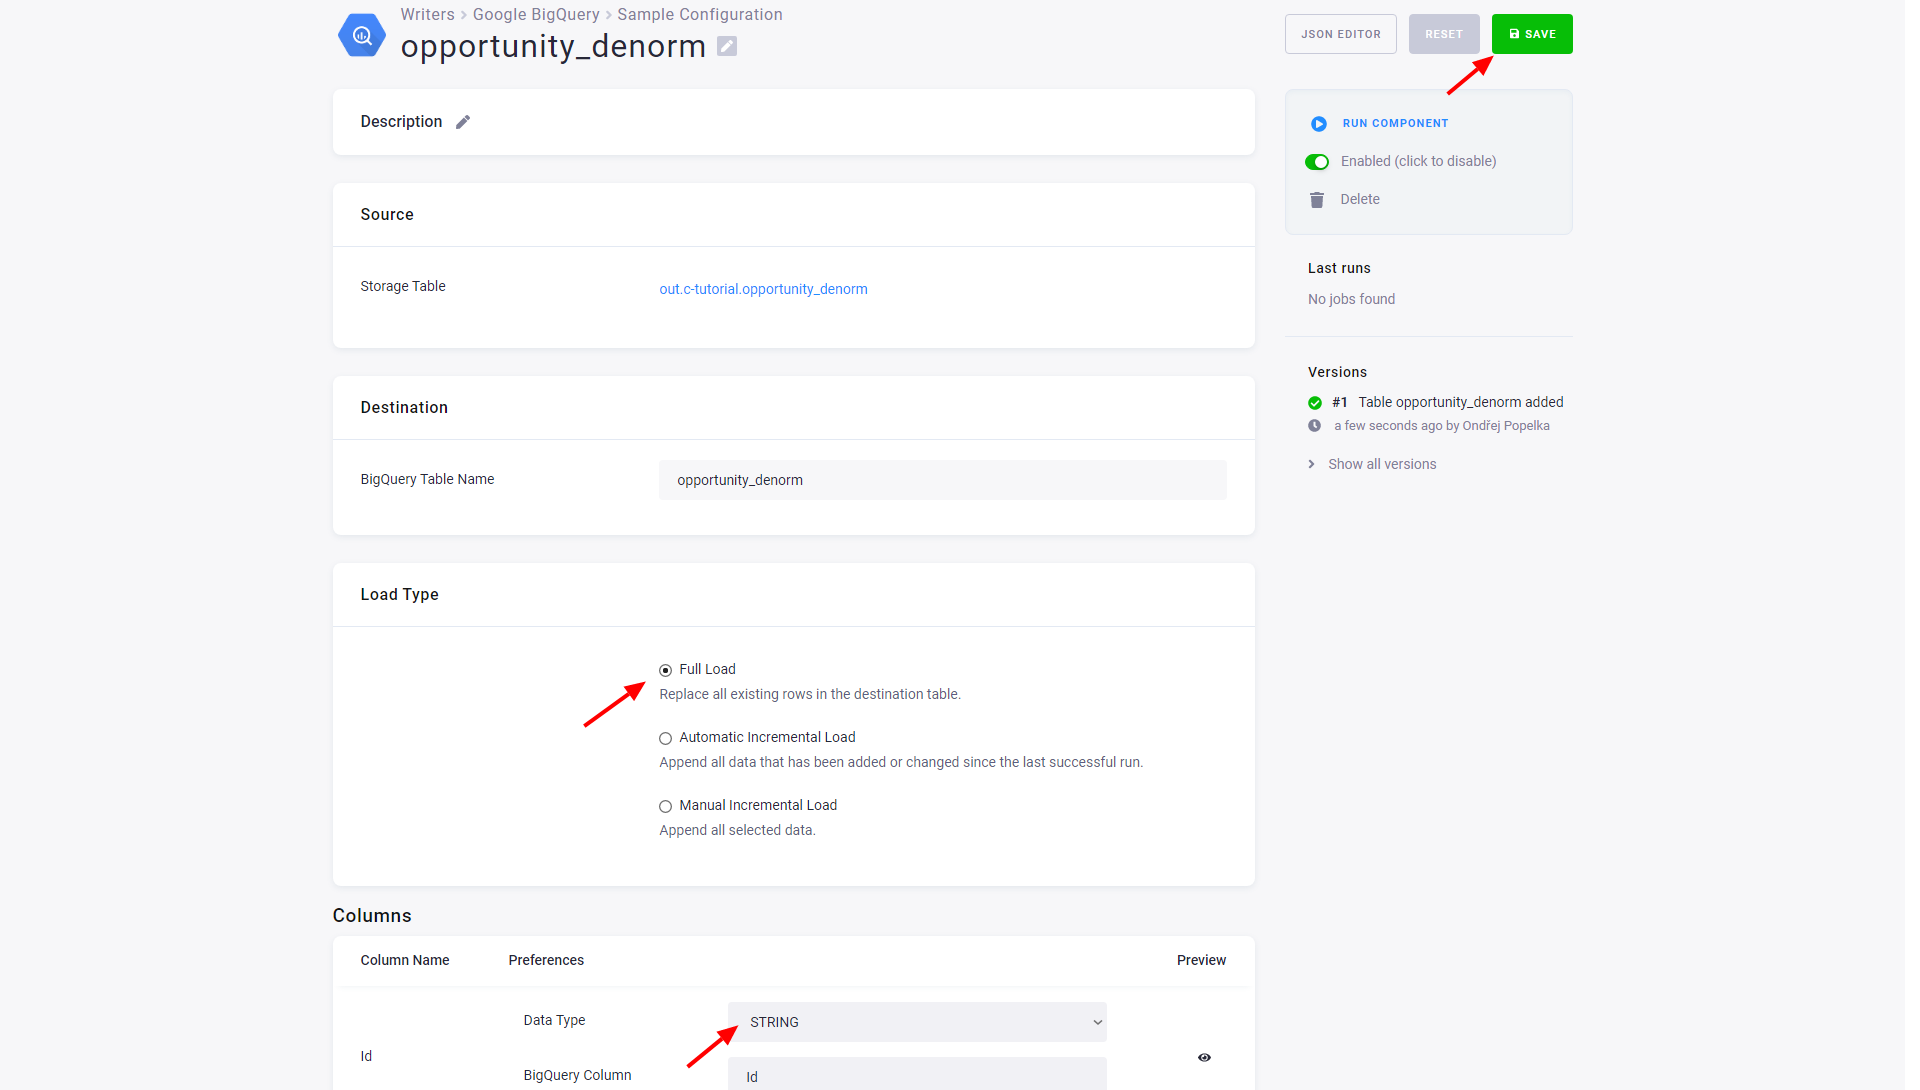 Writers > Google BigQuery > Sample Configuration
opportunity_denorm
JSON EDITOR
RESET
SAVE
Description
Source
Storage Table
out.c-tutorial.opportunity_denorm
Destination
BigQuery Table Name
opportunity_denorm
Load Type
Full Load
Replace all existing rows in the destination table.
Automatic Incremental Load
Append all data that has been added or changed since the last successful run.
Manual Incremental Load
Append all selected data.
Columns
Column Name
Preferences
Preview
Id
Data Type
STRING
BigQuery Column
Id
RUN COMPONENT
Enabled (click to disable)
Delete
Last runs
No jobs found
Versions
#1 Table opportunity_denorm added
a few seconds ago by Ondřej Popelka
Show all versions